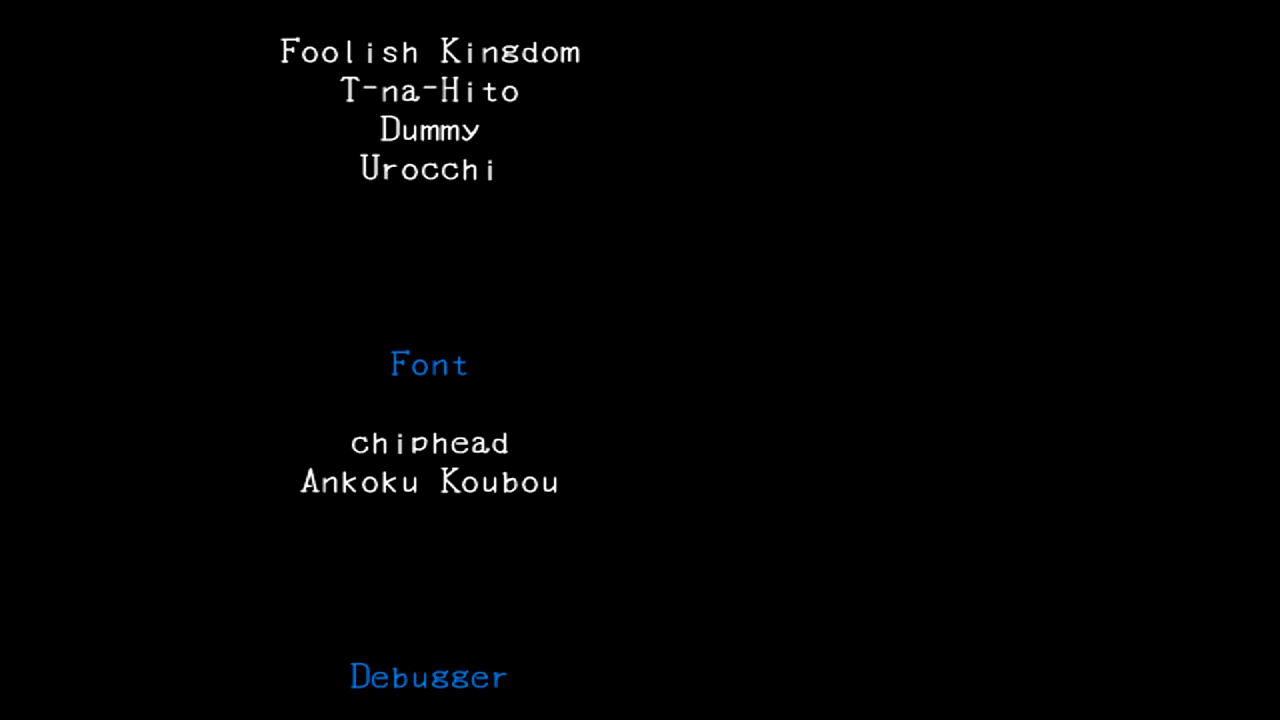 Foolish Kingdom
T-na-Hito
Dummy
Urocchi
Font
chiphead
Ankoku Koubou
Debugger